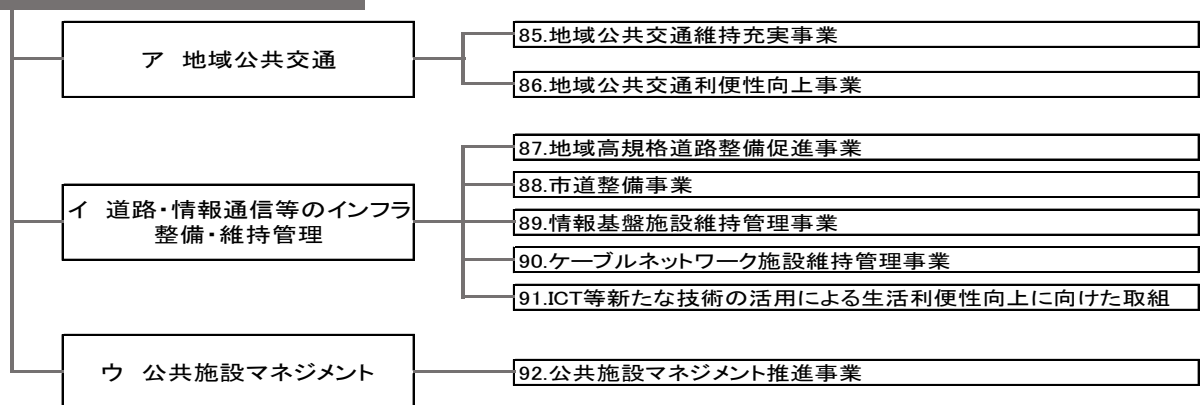 ア 地域公共交通
85.地域公共交通維持充実事業
86.地域公共交通利便性向上事業
イ 道路・情報通信等のインフラ
整備・維持管理
87.地域高規格道路整備促進事業
88.市道整備事業
89.情報基盤施設維持管理事業
90.ケーブルネットワーク施設維持管理事業
91.ICT等新たな技術の活用による生活利便性向上に向けた取組
ウ 公共施設マネジメント
92.公共施設マネジメント推進事業